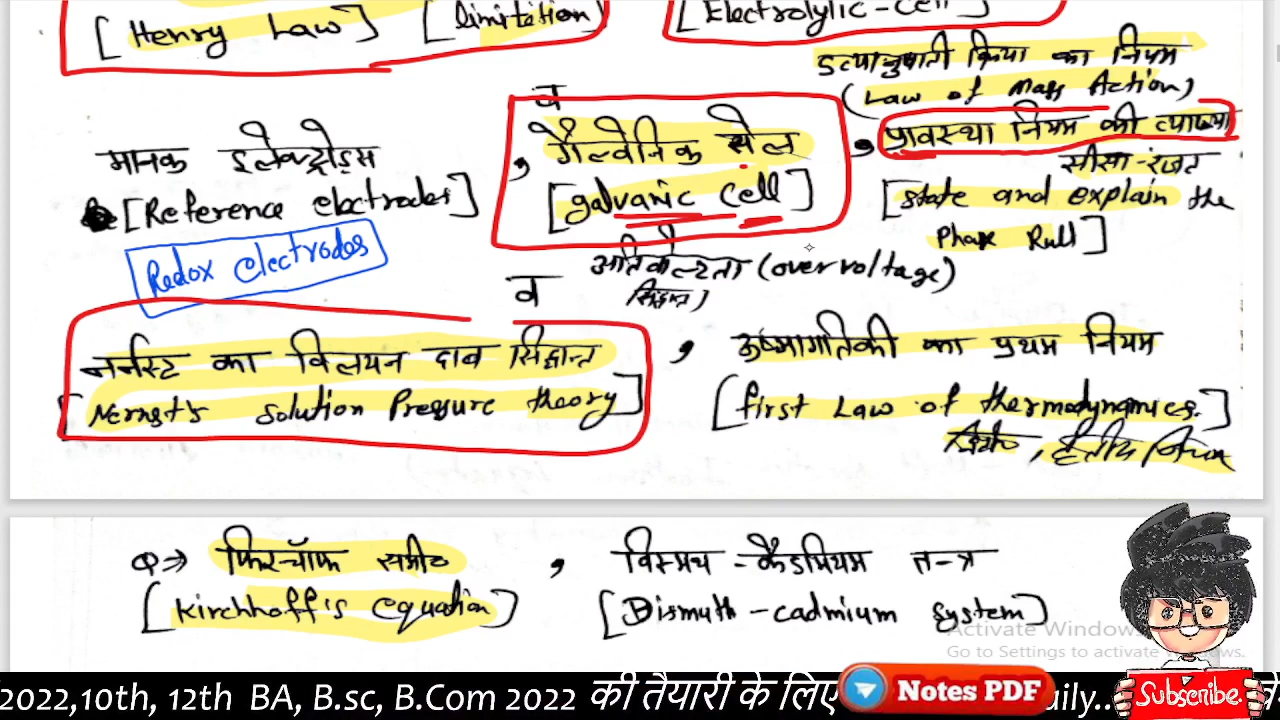 [Henry Law] [limitation]
[Electrolytic-cell]
द्रव्यानुपाती क्रिया का नियम
(Law of Mass Action)
व
मानक इलेक्ट्रोड्स , गैल्वेनिक सेल , प्रावस्था नियम की व्याख्या
सीसा-रजत
[Reference electrodes] [galvanic cell] [state and explain the
Phase Rull]
Redox electrodes
अतिवोल्टता (overvoltage)
व
नर्नस्ट का विलयन दाब सिद्धान्त , ऊष्मागतिकी का प्रथम नियम
[Nernst's solution Pressure theory] [first Law of thermodynamics.
Q⇒ किरचॉफ समी० , विस्मथ-कैडमियम तन्त्र
[Kirchhoff's equation] [Bismuth-cadmium system]
Activate Windows
Go to Settings to activate Windows.
/2022,10th, 12th BA, B.sc, B.Com 2022 की तैयारी के लिए Notes PDF aily..
Subscribe